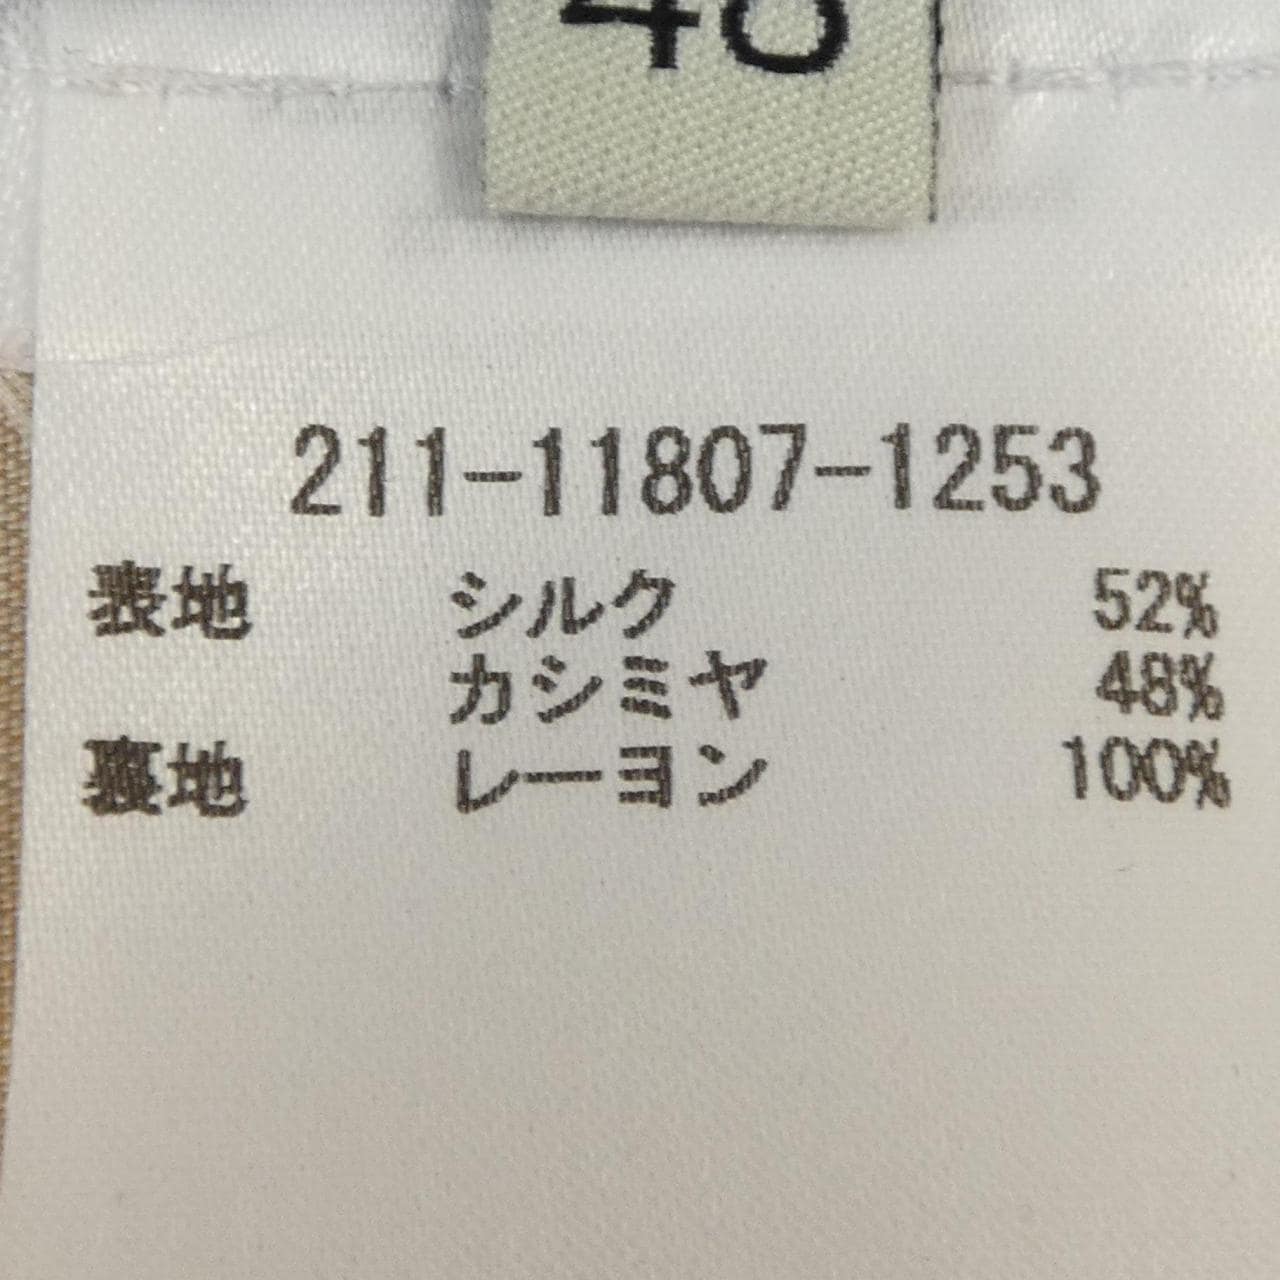 211-11807-1253
表地 シルク 52%
カシミヤ 48%
裏地 レーヨン 100%